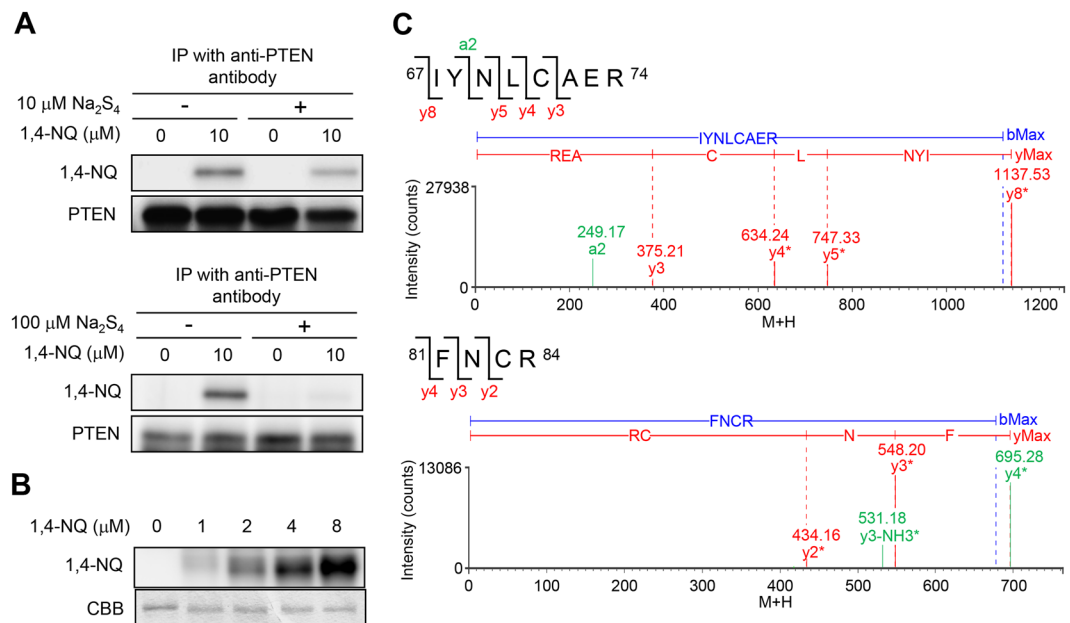 A
IP with anti-PTEN
antibody
10 μM Na₂S₄ - +
1,4-NQ (μM) 0 10 0 10
1,4-NQ
PTEN
IP with anti-PTEN
antibody
100 μM Na₂S₄ - +
1,4-NQ (μM) 0 10 0 10
1,4-NQ
PTEN
B
1,4-NQ (μM) 0 1 2 4 8
1,4-NQ
CBB
C
a2
67 I Y N L C A E R 74
y8 y5 y4 y3
IYNLCAER bMax
REA C L NYI yMax
1137.53
y8*
27938
249.17
a2
375.21
y3
634.24
y4*
747.33
y5*
Intensity (counts)
0
0 200 400 600 800 1000 1200
M+H
81 F N C R 84
y4 y3 y2
FNCR bMax
RC N F yMax
548.20
y3*
695.28
y4*
13086
531.18
y3-NH3*
434.16
y2*
Intensity (counts)
0
0 100 200 300 400 500 600 700
M+H